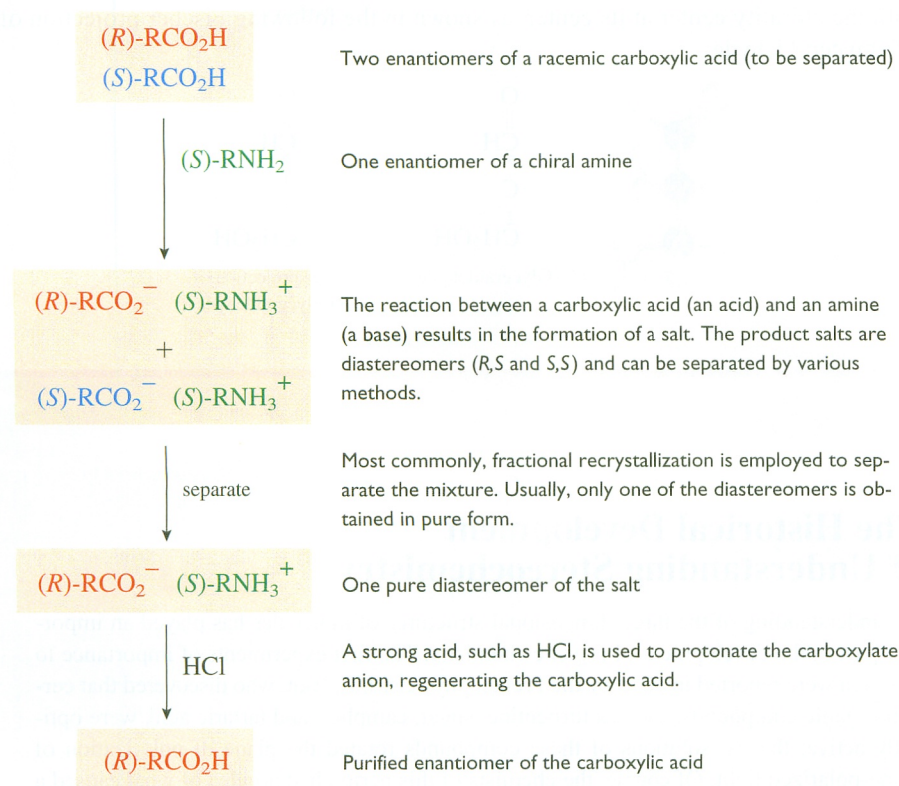 (R)-RCO₂H
(S)-RCO₂H
Two enantiomers of a racemic carboxylic acid (to be separated)
(S)-RNH₂
One enantiomer of a chiral amine
(R)-RCO₂⁻ (S)-RNH₃⁺
+
(S)-RCO₂⁻ (S)-RNH₃⁺
The reaction between a carboxylic acid (an acid) and an amine
(a base) results in the formation of a salt. The product salts are
diastereomers (R,S and S,S) and can be separated by various
methods.
separate
Most commonly, fractional recrystallization is employed to sep-
arate the mixture. Usually, only one of the diastereomers is ob-
tained in pure form.
(R)-RCO₂⁻ (S)-RNH₃⁺
One pure diastereomer of the salt
HCl
A strong acid, such as HCl, is used to protonate the carboxylate
anion, regenerating the carboxylic acid.
(R)-RCO₂H
Purified enantiomer of the carboxylic acid